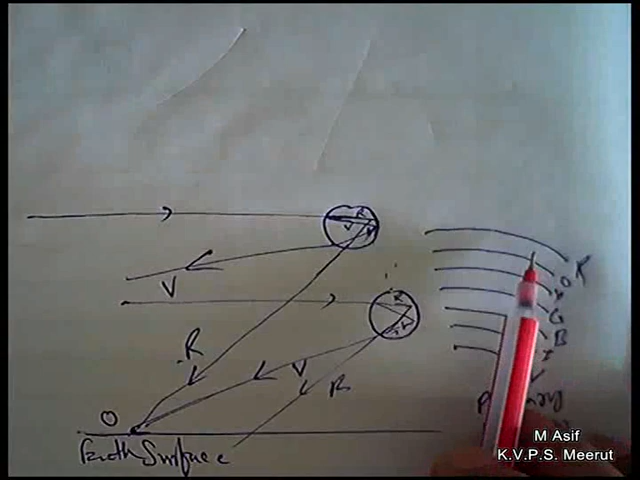 R
V
R
V
R
V
R
O
R
O
Y
G
B
I
V
Earth Surface
M Asif
K.V.P.S. Meerut